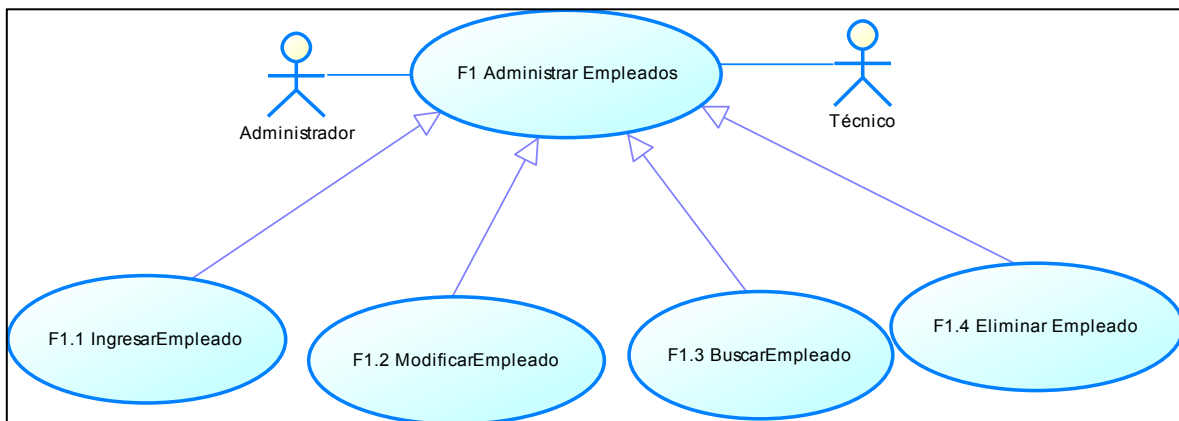 F1 Administrar Empleados
Administrador
Técnico
F1.1 IngresarEmpleado
F1.2 ModificarEmpleado
F1.3 BuscarEmpleado
F1.4 Eliminar Empleado